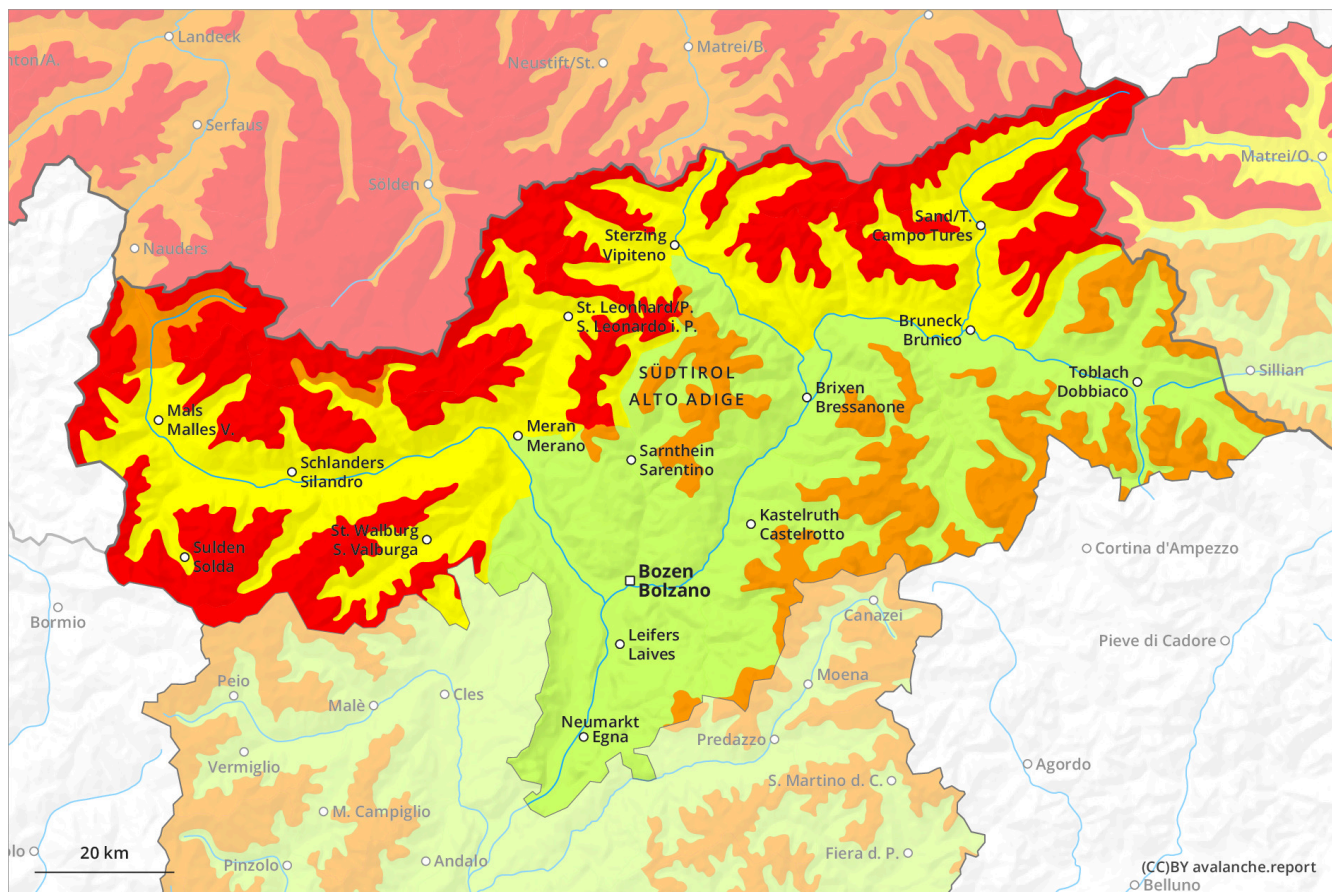 Landeck
nton/A.
Matrei/B.
Neustift/St.
Serfaus
Sölden
Matrei/O.
Nauders
Sand/T.
Campo Tures
Sterzing
Vipiteno
St. Leonhard/P.
S. Leonardo i. P.
Bruneck
Brunico
SÜDTIROL
ALTO ADIGE
Toblach
Dobbiaco
Sillian
Brixen
Bressanone
Mals
Malles V.
Meran
Merano
Schlanders
Silandro
Sarnthein
Sarentino
St. Walburg
S. Valburga
Kastelruth
Castelrotto
Sulden
Solda
Cortina d'Ampezzo
Bozen
Bolzano
Bormio
Canazei
Leifers
Laives
Pieve di Cadore
Peio
Malè
Cles
Moena
Neumarkt
Egna
Predazzo
Vermiglio
Agordo
S. Martino d. C.
M. Campiglio
olo
20 km
Pinzolo
Andalo
Fiera d. P.
(CC)BY avalanche.report
Belluno